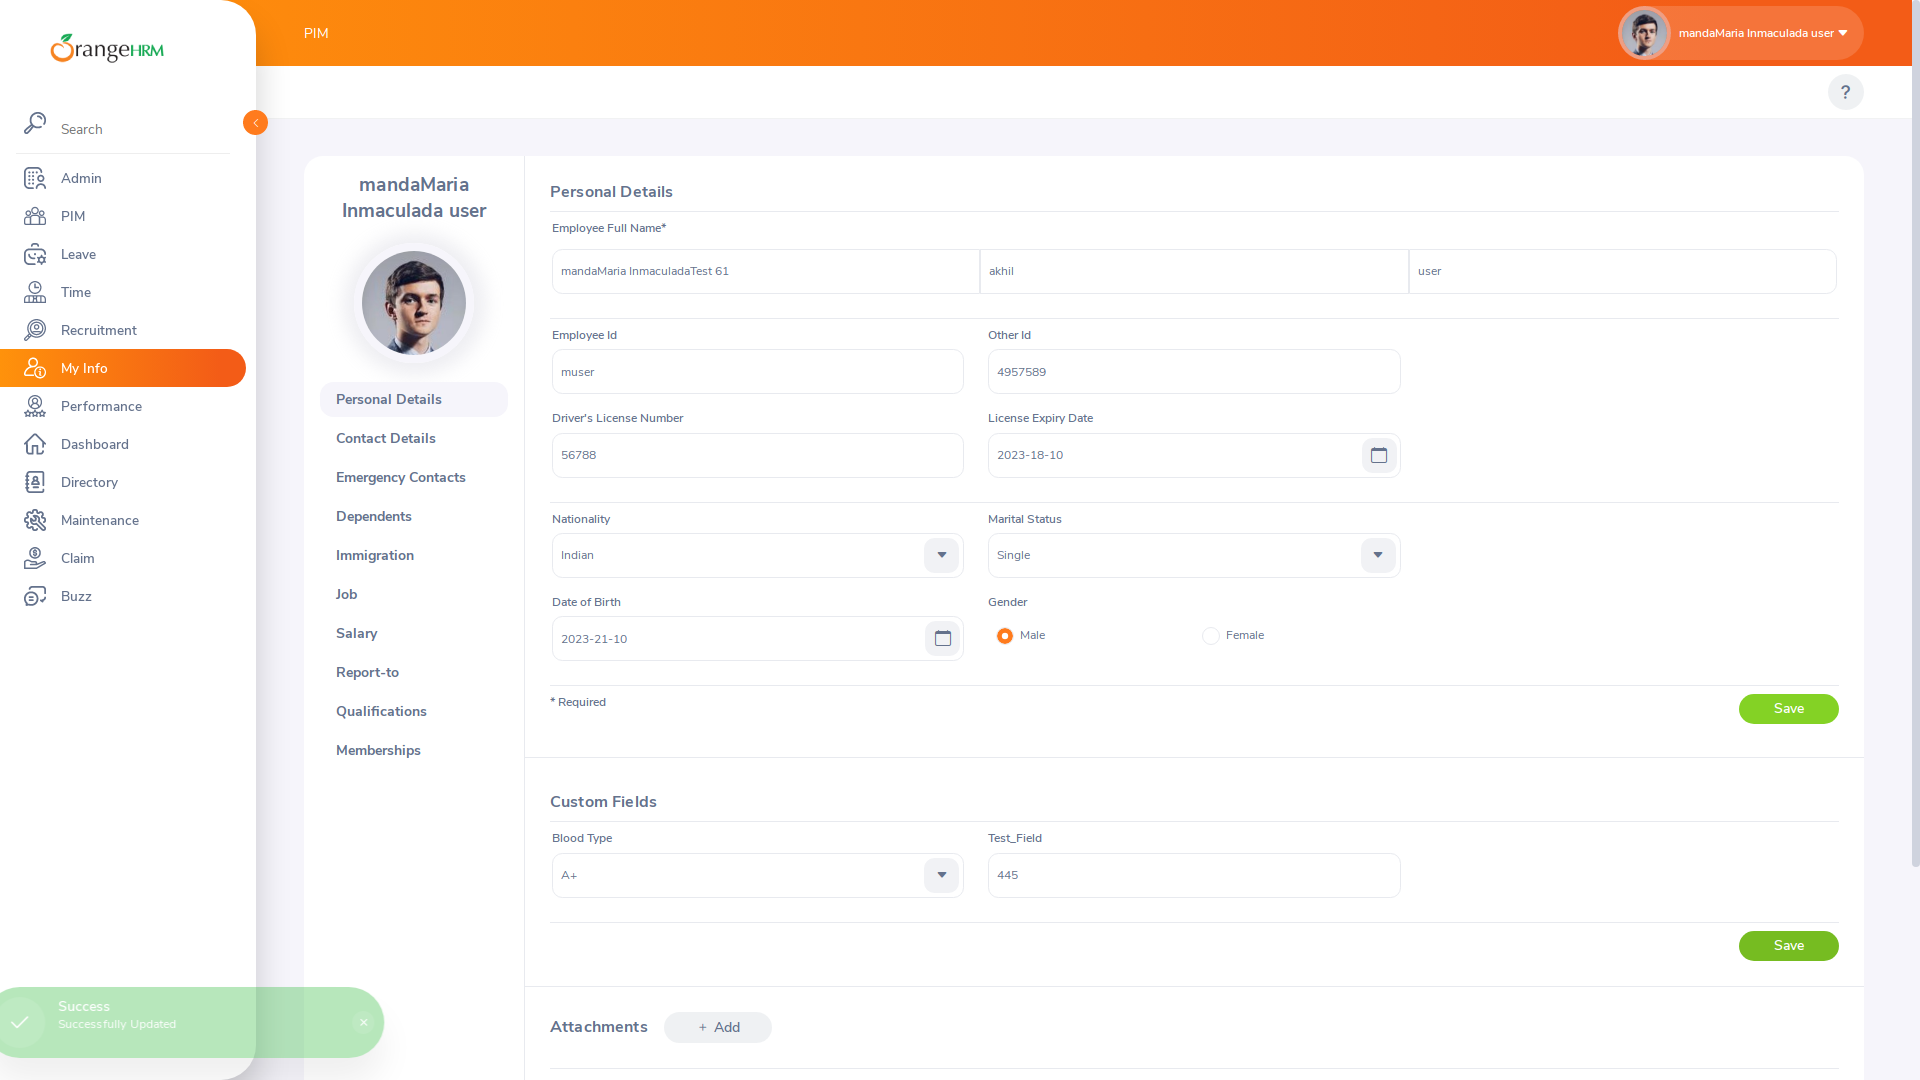 OrangeHRM
PIM
mandaMaria Inmaculada user
?
Search
Admin
PIM
Leave
Time
Recruitment
My Info
Performance
Dashboard
Directory
Maintenance
Claim
Buzz
mandaMaria
Inmaculada user
Personal Details
Contact Details
Emergency Contacts
Dependents
Immigration
Job
Salary
Report-to
Qualifications
Memberships
Personal Details
Employee Full Name*
mandaMaria InmaculadaTest 61 akhil user
Employee Id Other Id
muser 4957589
Driver's License Number License Expiry Date
56788 2023-18-10
Nationality Marital Status
Indian Single
Date of Birth Gender
2023-21-10 Male Female
* Required Save
Custom Fields
Blood Type Test_Field
A+ 445
Save
Attachments + Add
Success
Successfully Updated
×